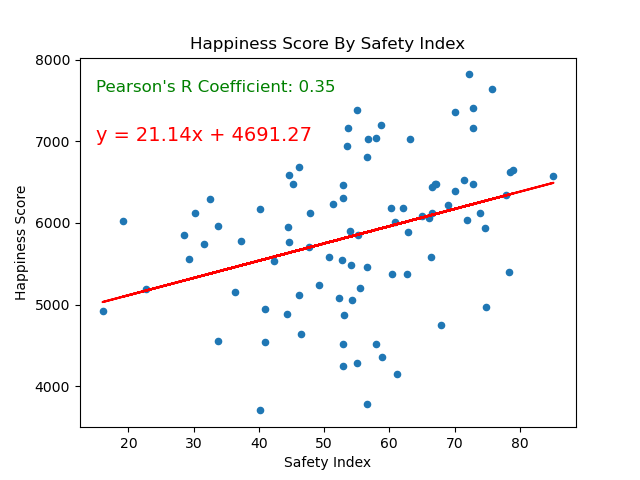 Happiness Score By Safety Index
Pearson's R Coefficient: 0.35
y = 21.14x + 4691.27
8000
7000
6000
5000
4000
Happiness Score
20 30 40 50 60 70 80
Safety Index